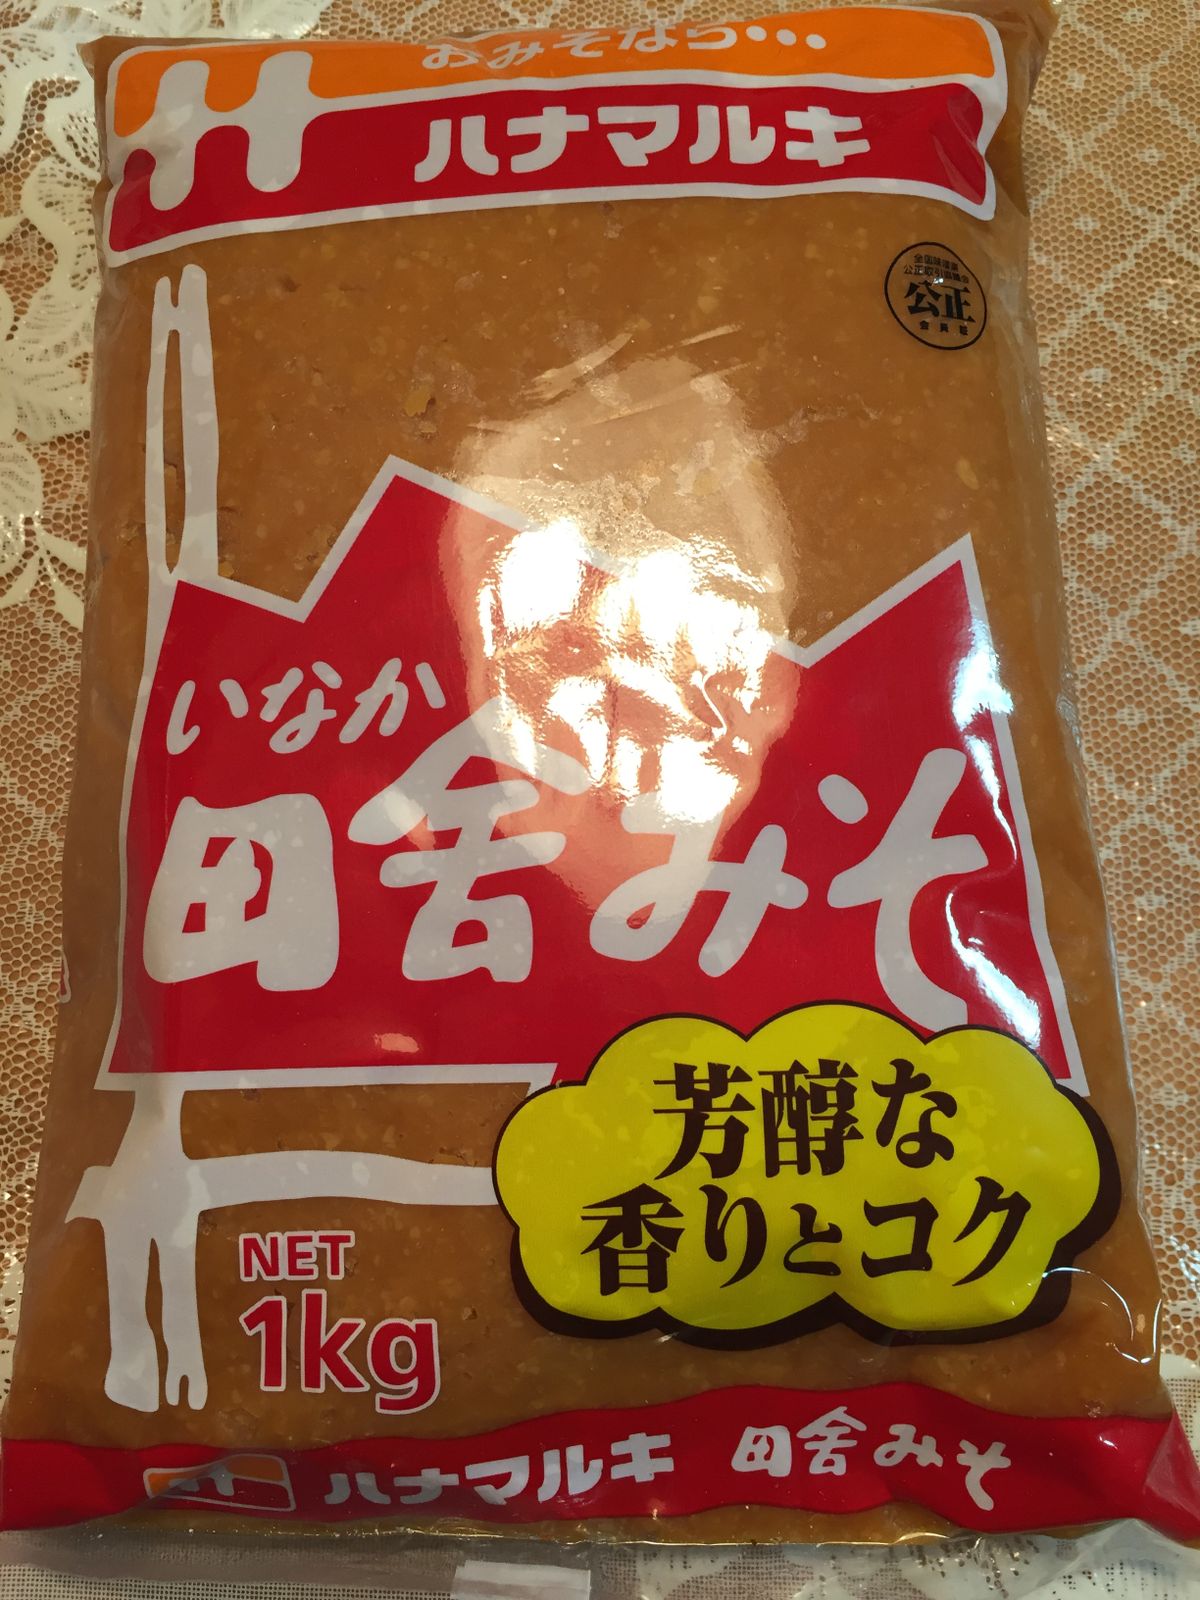 おみそなら・・・
ハナマルキ
全国味噌業
公正取引協議会
公正
会員証
いなか
田舎みそ
芳醇な
香りとコク
NET
1kg
ハナマルキ 田舎みそ